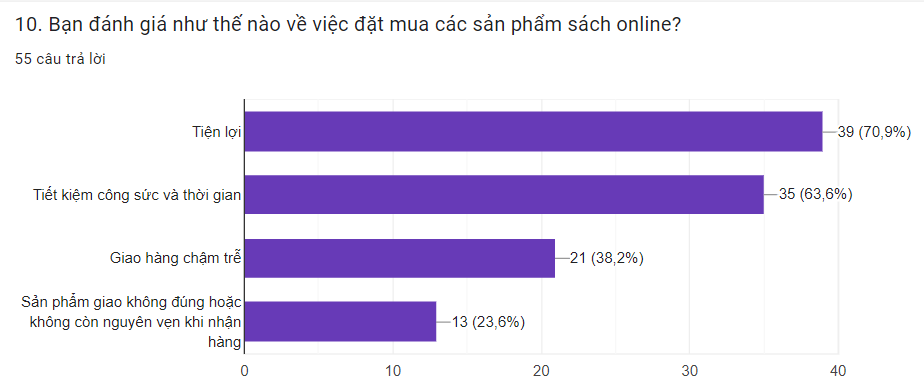 10. Bạn đánh giá như thế nào về việc đặt mua các sản phẩm sách online?
55 câu trả lời
Tiện lợi
39 (70,9%)
Tiết kiệm công sức và thời gian
35 (63,6%)
Giao hàng chậm trễ
21 (38,2%)
Sản phẩm giao không đúng hoặc
không còn nguyên vẹn khi nhận
hàng
13 (23,6%)
0 10 20 30 40